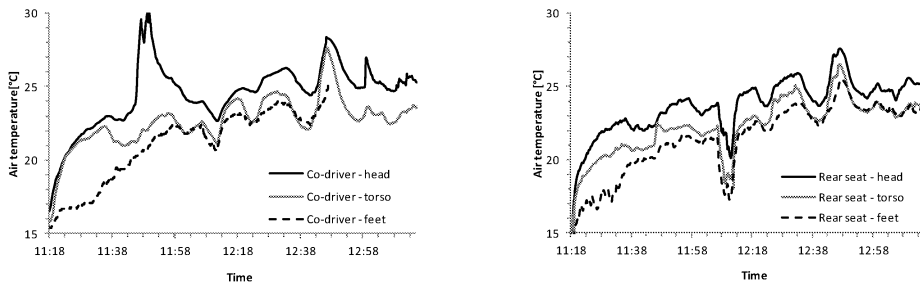 30
25
20
15
Air temperature[°C]
Co-driver - head
Co-driver - torso
Co-driver - feet
11:18 11:38 11:58 12:18 12:38 12:58
Time
30
25
20
15
Air temperature [°C]
Rear seat - head
Rear seat - torso
Rear seat - feet
11:18 11:38 11:58 12:18 12:38 12:58
Time